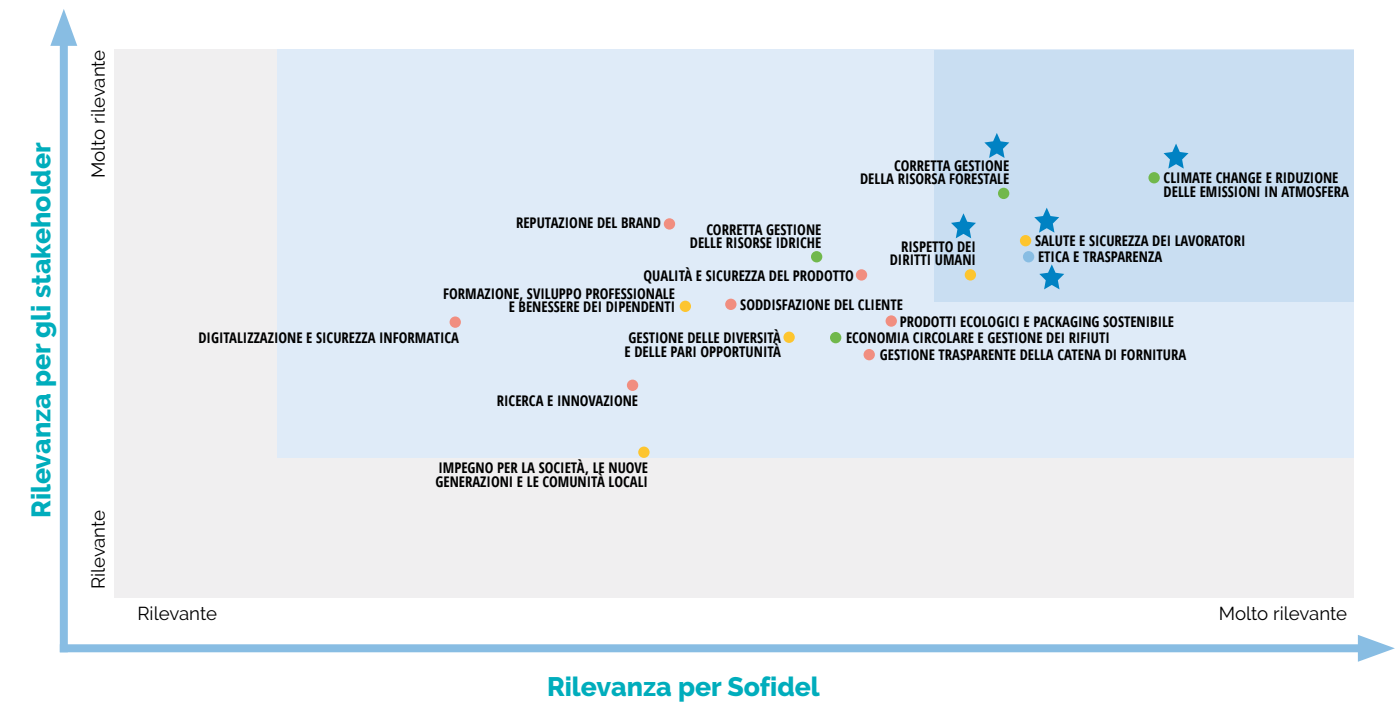 Rilevanza per gli stakeholder
Molto rilevante
Rilevante
CORRETTA GESTIONE
DELLA RISORSA FORESTALE
CLIMATE CHANGE E RIDUZIONE
DELLE EMISSIONI IN ATMOSFERA
REPUTAZIONE DEL BRAND
CORRETTA GESTIONE
DELLE RISORSE IDRICHE
RISPETTO DEI
DIRITTI UMANI
SALUTE E SICUREZZA DEI LAVORATORI
ETICA E TRASPARENZA
QUALITÀ E SICUREZZA DEL PRODOTTO
FORMAZIONE, SVILUPPO PROFESSIONALE
E BENESSERE DEI DIPENDENTI
SODDISFAZIONE DEL CLIENTE
DIGITALIZZAZIONE E SICUREZZA INFORMATICA
GESTIONE DELLE DIVERSITÀ
E DELLE PARI OPPORTUNITÀ
PRODOTTI ECOLOGICI E PACKAGING SOSTENIBILE
ECONOMIA CIRCOLARE E GESTIONE DEI RIFIUTI
GESTIONE TRASPARENTE DELLA CATENA DI FORNITURA
RICERCA E INNOVAZIONE
IMPEGNO PER LA SOCIETÀ, LE NUOVE
GENERAZIONI E LE COMUNITÀ LOCALI
Rilevante
Molto rilevante
Rilevanza per Sofidel